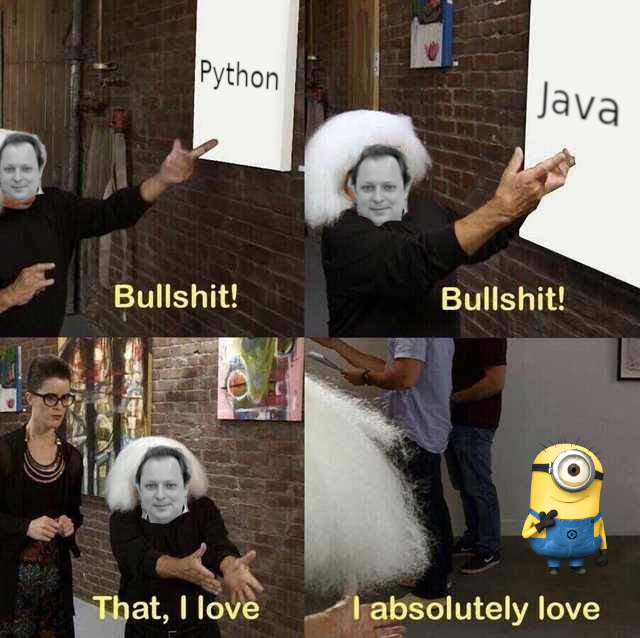 Python
Java
Bullshit!
Bullshit!
That, I love
I absolutely love